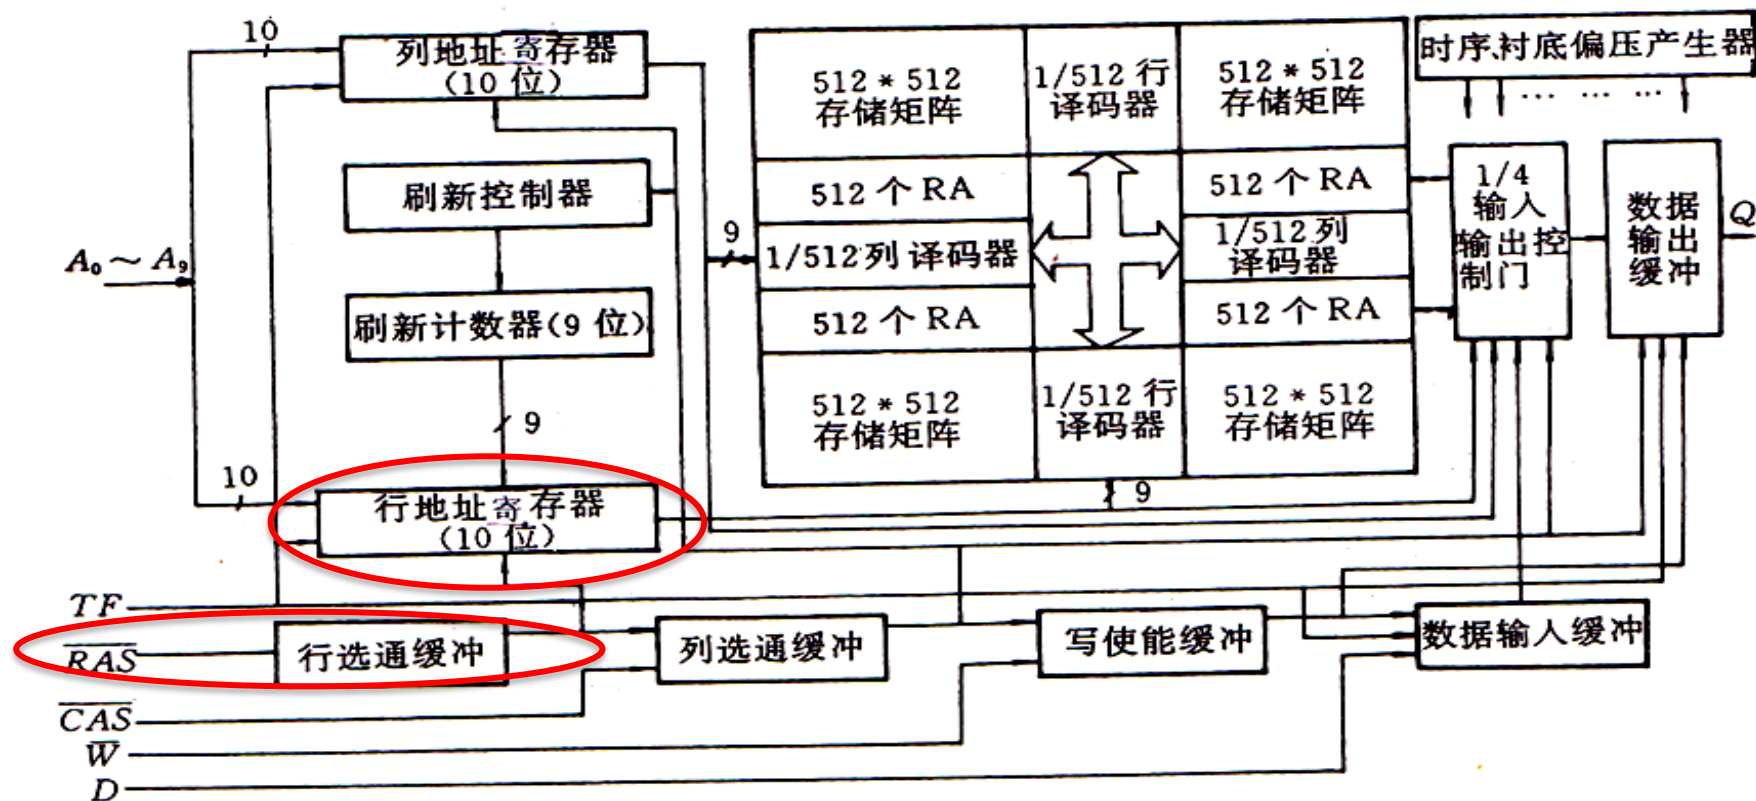 10
列地址寄存器
(10 位)
512 * 512
存储矩阵
1/512 行
译码器
512 * 512
存储矩阵
时序、衬底偏压产生器
... ... ...
刷新控制器
512 个 RA
512 个 RA
1/4
输入
输出控
制门
数据
输出
缓冲
Q
A₀～A₉
9
1/512 列 译码器
1/512 列
译码器
刷新计数器(9 位)
512 个 RA
512 个 RA
9
512 * 512
存储矩阵
1/512 行
译码器
512 * 512
存储矩阵
10
行地址寄存器
(10 位)
9
TF
R̅A̅S̅
行选通缓冲
列选通缓冲
写使能缓冲
数据输入缓冲
C̅A̅S̅
W̅
D